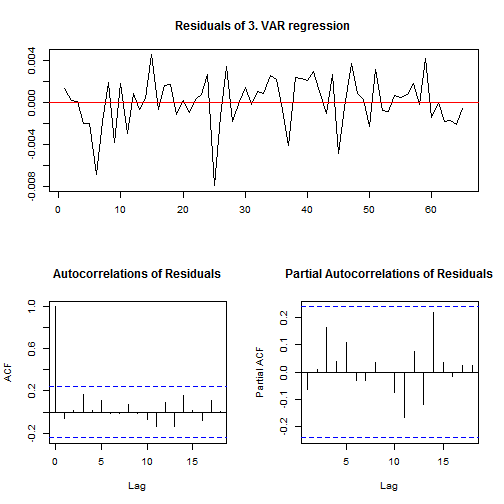 Residuals of 3. VAR regression
0.004
0.000
-0.004
-0.008
0 10 20 30 40 50 60
Autocorrelations of Residuals
ACF
1.0
0.6
0.2
-0.2
0 5 10 15
Lag
Partial Autocorrelations of Residuals
Partial ACF
0.2
0.1
0.0
-0.1
-0.2
5 10 15
Lag